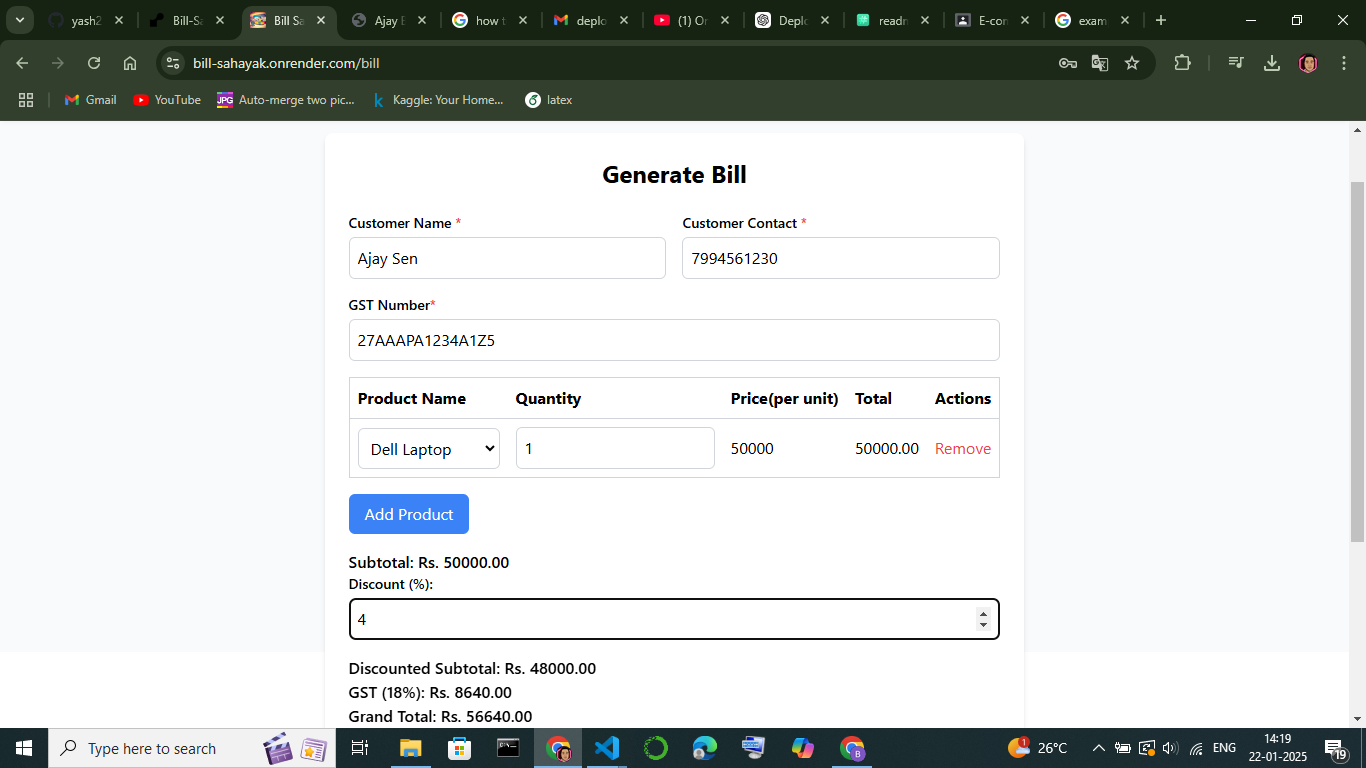 yash2
Bill-Sa
Bill Sa
Ajay B
how t
deplo
(1) Or
Deplo
readn
E-con
exam
bill-sahayak.onrender.com/bill
Gmail
YouTube
JPG
Auto-merge two pic...
Kaggle: Your Home...
latex
Generate Bill
Customer Name *
Customer Contact *
Ajay Sen
7994561230
GST Number*
27AAAPA1234A1Z5
Product Name Quantity Price(per unit) Total Actions
Dell Laptop 1 50000 50000.00 Remove
Add Product
Subtotal: Rs. 50000.00
Discount (%):
4
Discounted Subtotal: Rs. 48000.00
GST (18%): Rs. 8640.00
Grand Total: Rs. 56640.00
Type here to search
1
26°C
ENG
14:19
22-01-2025
19